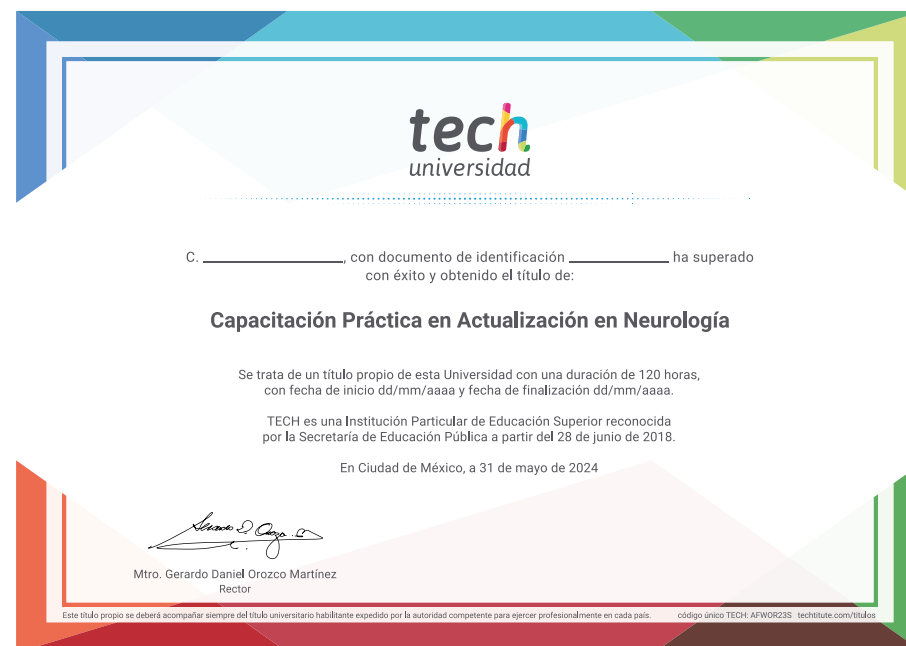 tech
universidad
C. ____________, con documento de identificación ____________ ha superado
con éxito y obtenido el título de:
Capacitación Práctica en Actualización en Neurología
Se trata de un título propio de esta Universidad con una duración de 120 horas,
con fecha de inicio dd/mm/aaaa y fecha de finalización dd/mm/aaaa.
TECH es una Institución Particular de Educación Superior reconocida
por la Secretaría de Educación Pública a partir del 28 de junio de 2018.
En Ciudad de México, a 31 de mayo de 2024
Mtro. Gerardo Daniel Orozco Martínez
Rector
Este título propio se deberá acompañar siempre del título universitario habilitante expedido por la autoridad competente para ejercer profesionalmente en cada país. código único TECH: AFWOR23S techtitute.com/titulos